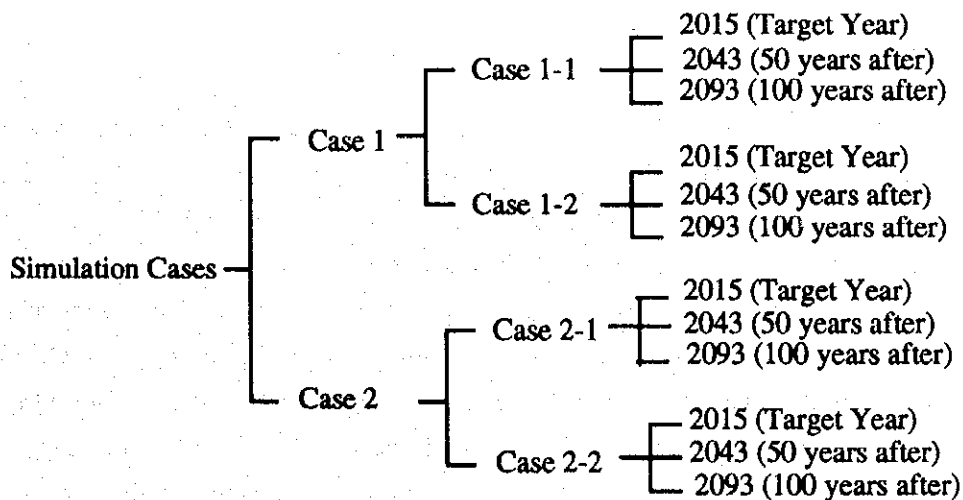 2015 (Target Year)
Case 1-1
2043 (50 years after)
2093 (100 years after)
Case 1
2015 (Target Year)
Case 1-2
2043 (50 years after)
2093 (100 years after)
Simulation Cases
2015 (Target Year)
Case 2-1
2043 (50 years after)
2093 (100 years after)
Case 2
2015 (Target Year)
Case 2-2
2043 (50 years after)
2093 (100 years after)